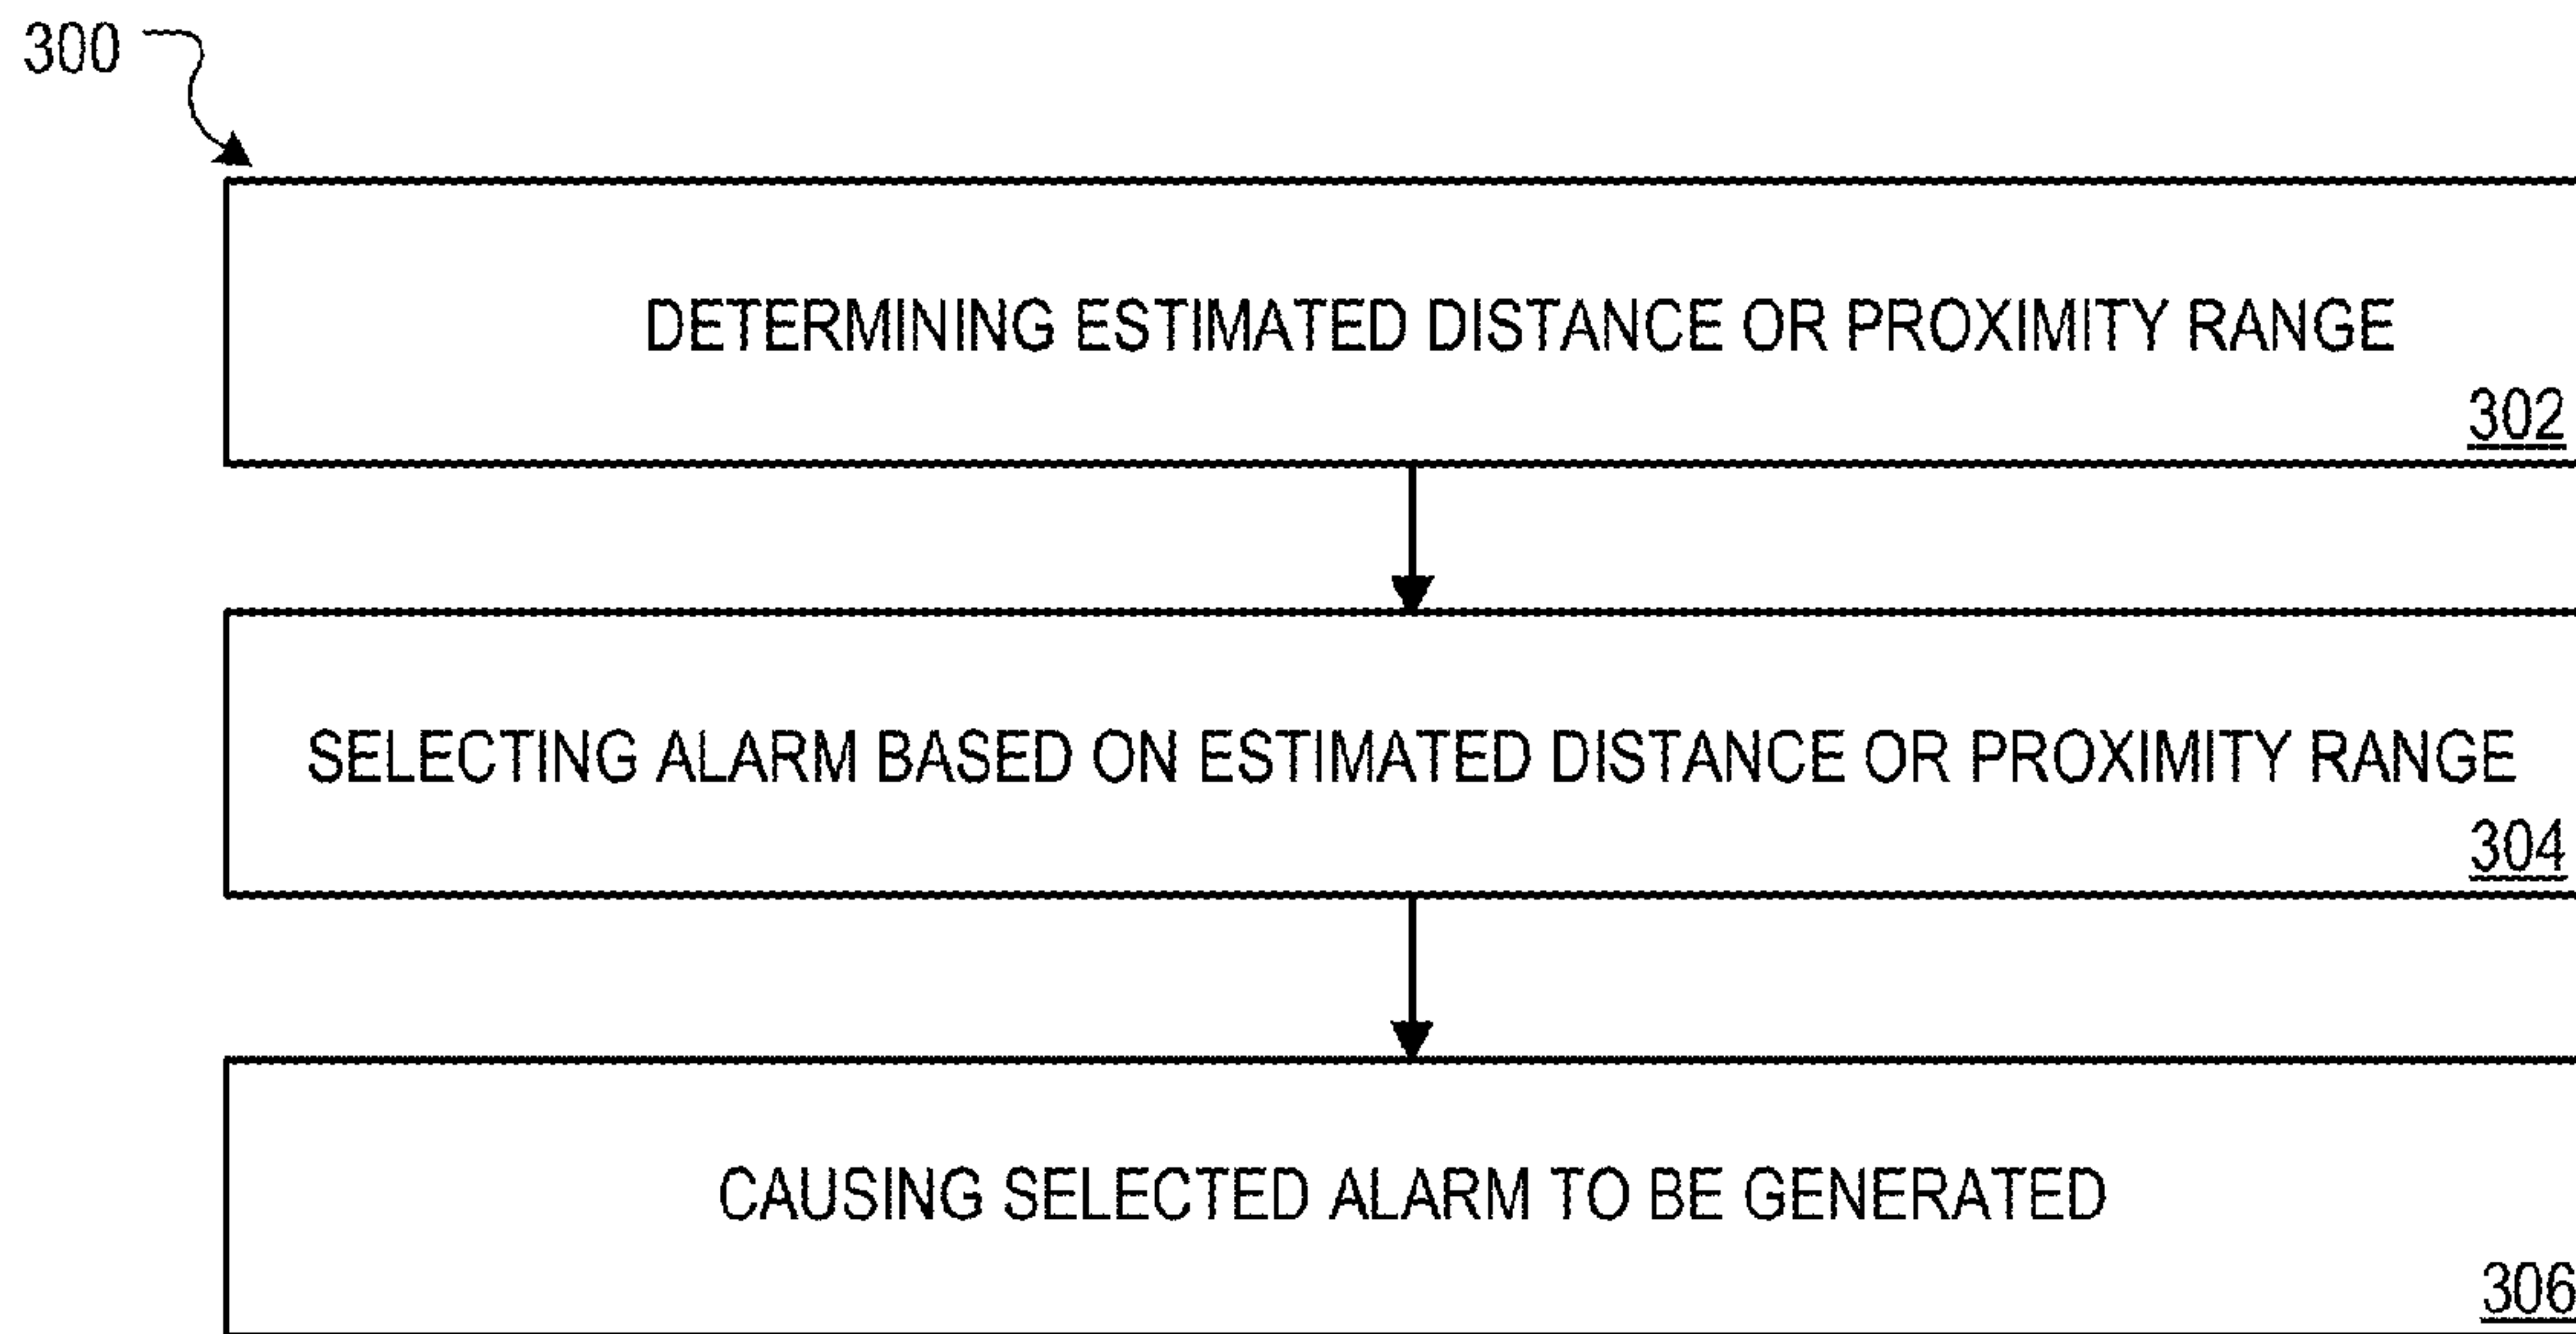 300
DETERMINING ESTIMATED DISTANCE OR PROXIMITY RANGE
302
SELECTING ALARM BASED ON ESTIMATED DISTANCE OR PROXIMITY RANGE
304
CAUSING SELECTED ALARM TO BE GENERATED
306